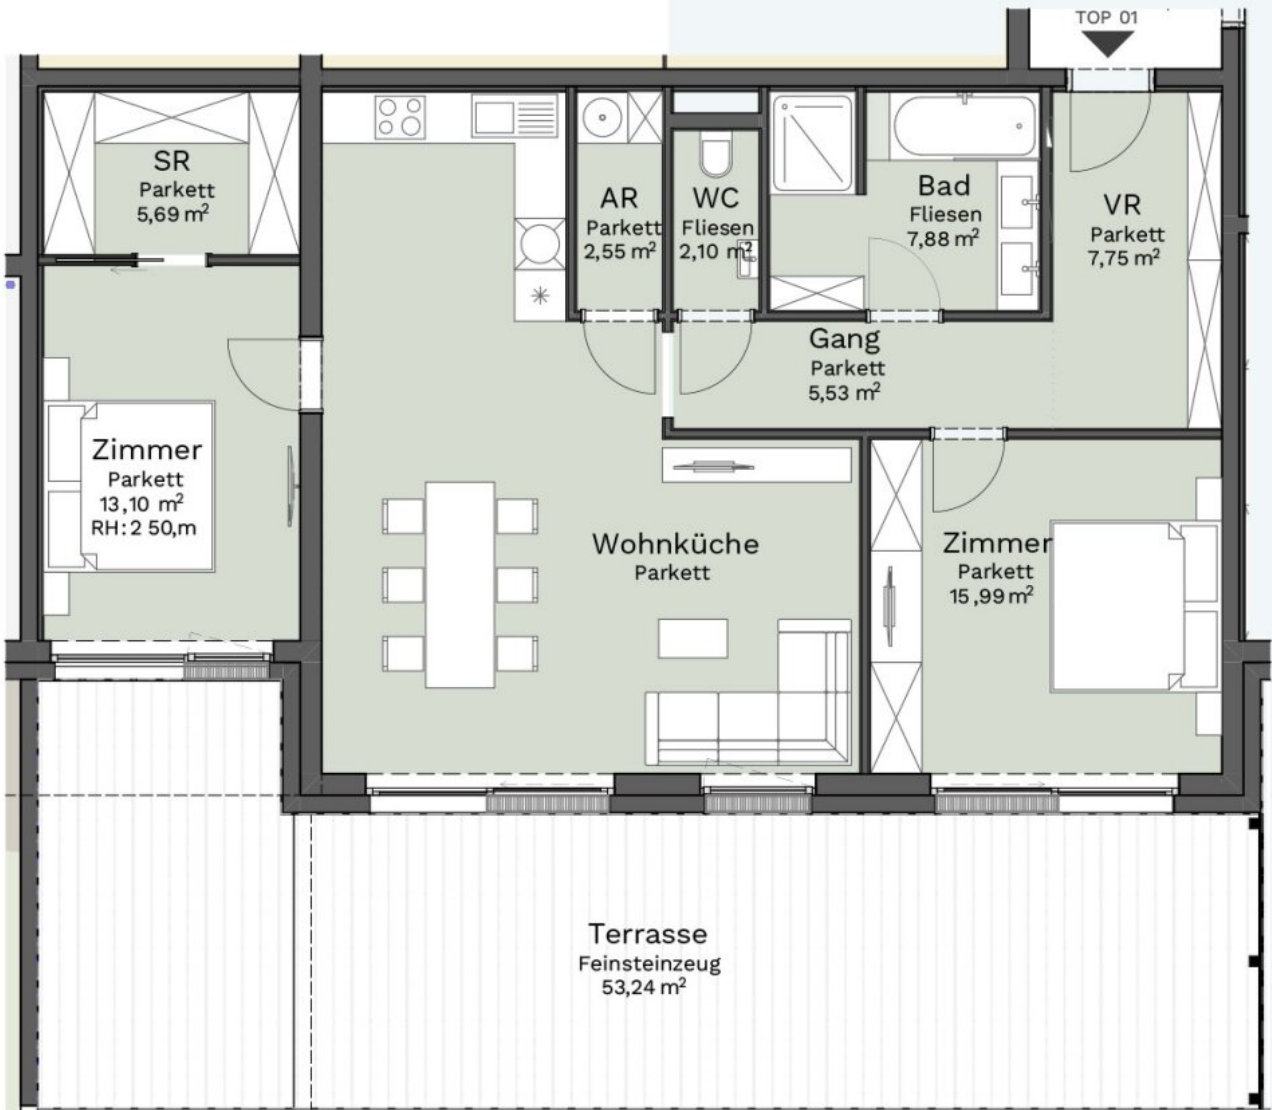 TOP 01
SR
Parkett
5,69 m²
AR
Parkett
2,55 m²
WC
Fliesen
2,10 m²
Bad
Fliesen
7,88 m²
VR
Parkett
7,75 m²
Gang
Parkett
5,53 m²
Zimmer
Parkett
13,10 m²
RH:2 50,m
Wohnküche
Parkett
Zimmer
Parkett
15,99 m²
Terrasse
Feinsteinzeug
53,24 m²